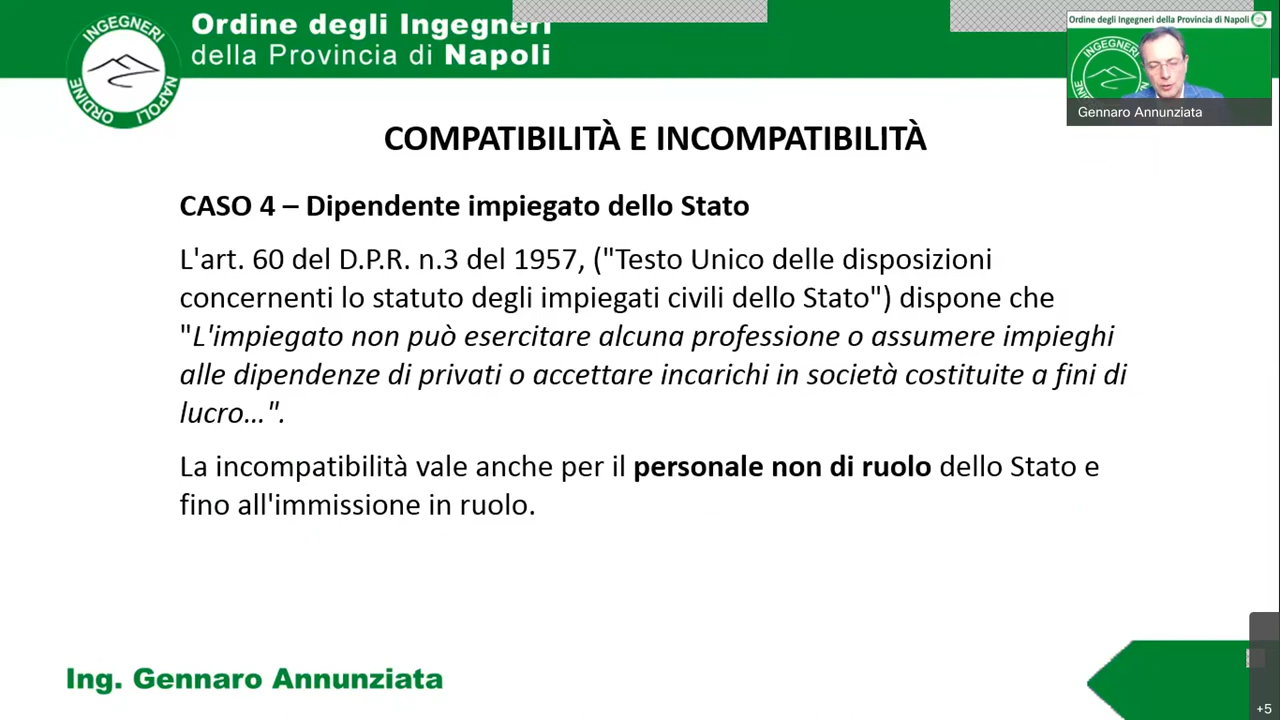 Ordine degli Ingegneri
della Provincia di Napoli
INGEGNERI
ORDINE
NAPOLI
Ordine degli Ingegneri della Provincia di Napoli
INGEGNERI
Gennaro Annunziata
COMPATIBILITÀ E INCOMPATIBILITÀ
CASO 4 – Dipendente impiegato dello Stato
L'art. 60 del D.P.R. n.3 del 1957, ("Testo Unico delle disposizioni
concernenti lo statuto degli impiegati civili dello Stato") dispone che
"L'impiegato non può esercitare alcuna professione o assumere impieghi
alle dipendenze di privati o accettare incarichi in società costituite a fini di
lucro...".
La incompatibilità vale anche per il personale non di ruolo dello Stato e
fino all'immissione in ruolo.
Ing. Gennaro Annunziata
+5